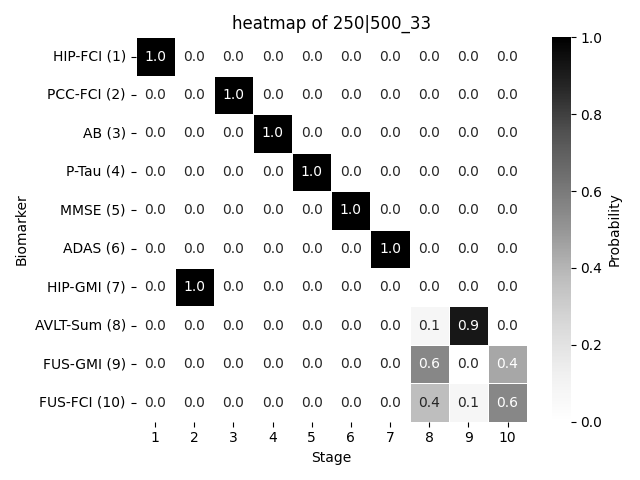 heatmap of 250|500_33
HIP-FCI (1) 1.0 0.0 0.0 0.0 0.0 0.0 0.0 0.0 0.0 0.0
PCC-FCI (2) 0.0 0.0 1.0 0.0 0.0 0.0 0.0 0.0 0.0 0.0
AB (3) 0.0 0.0 0.0 1.0 0.0 0.0 0.0 0.0 0.0 0.0
P-Tau (4) 0.0 0.0 0.0 0.0 1.0 0.0 0.0 0.0 0.0 0.0
MMSE (5) 0.0 0.0 0.0 0.0 0.0 1.0 0.0 0.0 0.0 0.0
ADAS (6) 0.0 0.0 0.0 0.0 0.0 0.0 1.0 0.0 0.0 0.0
HIP-GMI (7) 0.0 1.0 0.0 0.0 0.0 0.0 0.0 0.0 0.0 0.0
AVLT-Sum (8) 0.0 0.0 0.0 0.0 0.0 0.0 0.0 0.1 0.9 0.0
FUS-GMI (9) 0.0 0.0 0.0 0.0 0.0 0.0 0.0 0.6 0.0 0.4
FUS-FCI (10) 0.0 0.0 0.0 0.0 0.0 0.0 0.0 0.4 0.1 0.6
1 2 3 4 5 6 7 8 9 10
Stage
Biomarker
1.0
0.8
0.6
0.4
0.2
0.0
Probability